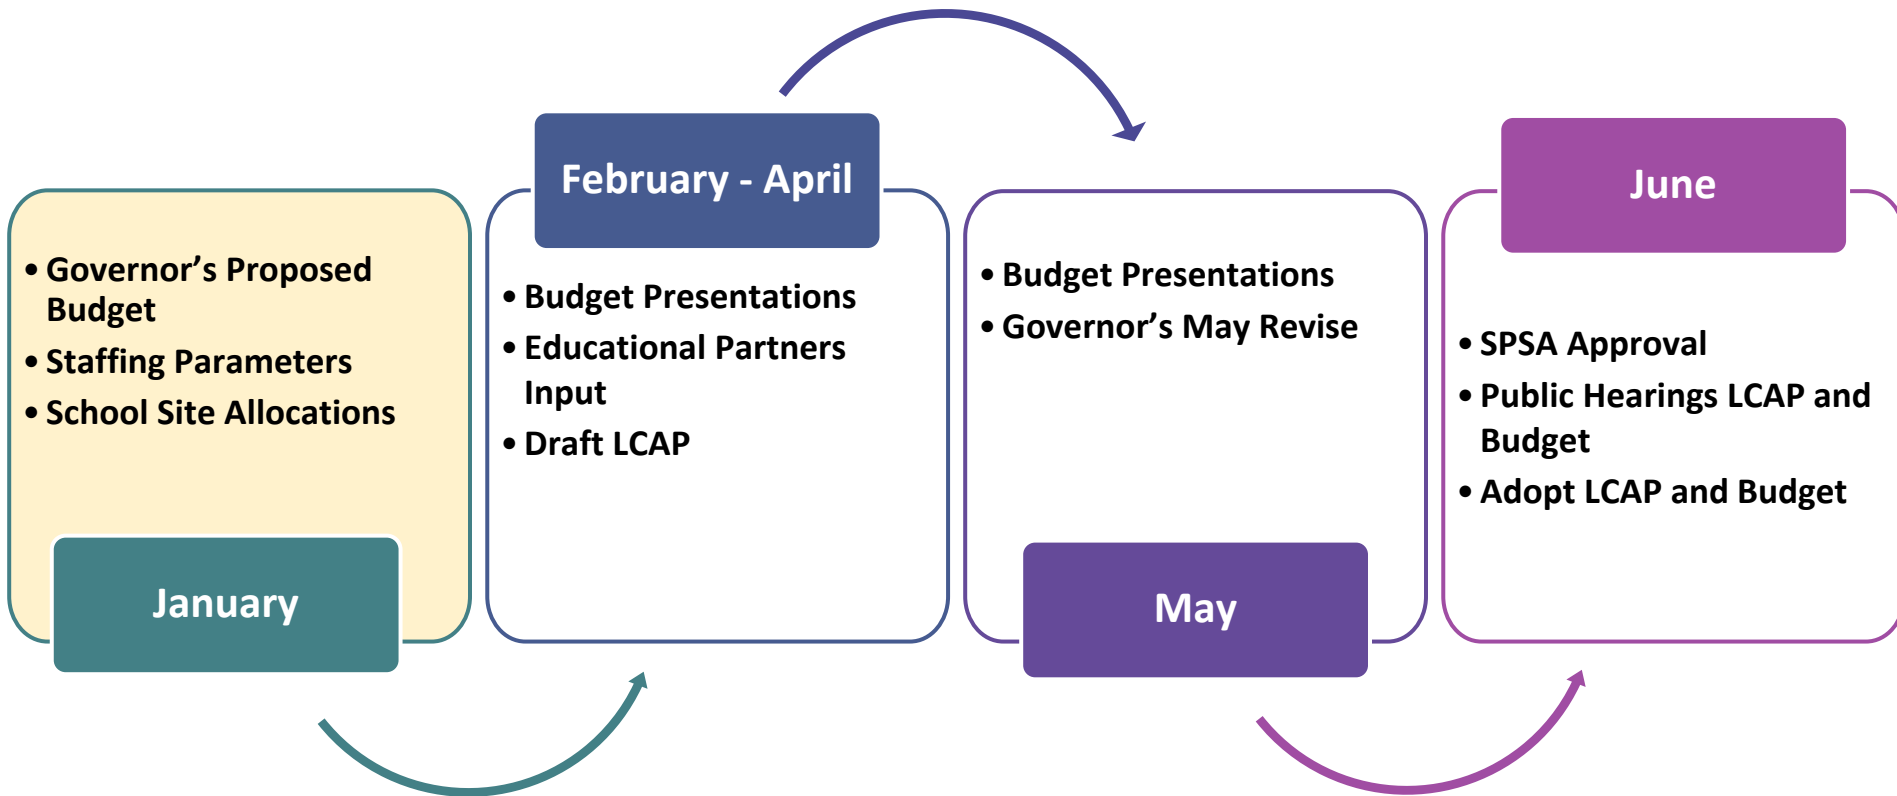 • Governor’s Proposed
Budget
• Staffing Parameters
• School Site Allocations
January
February - April
• Budget Presentations
• Educational Partners
Input
• Draft LCAP
• Budget Presentations
• Governor’s May Revise
May
June
• SPSA Approval
• Public Hearings LCAP and
Budget
• Adopt LCAP and Budget